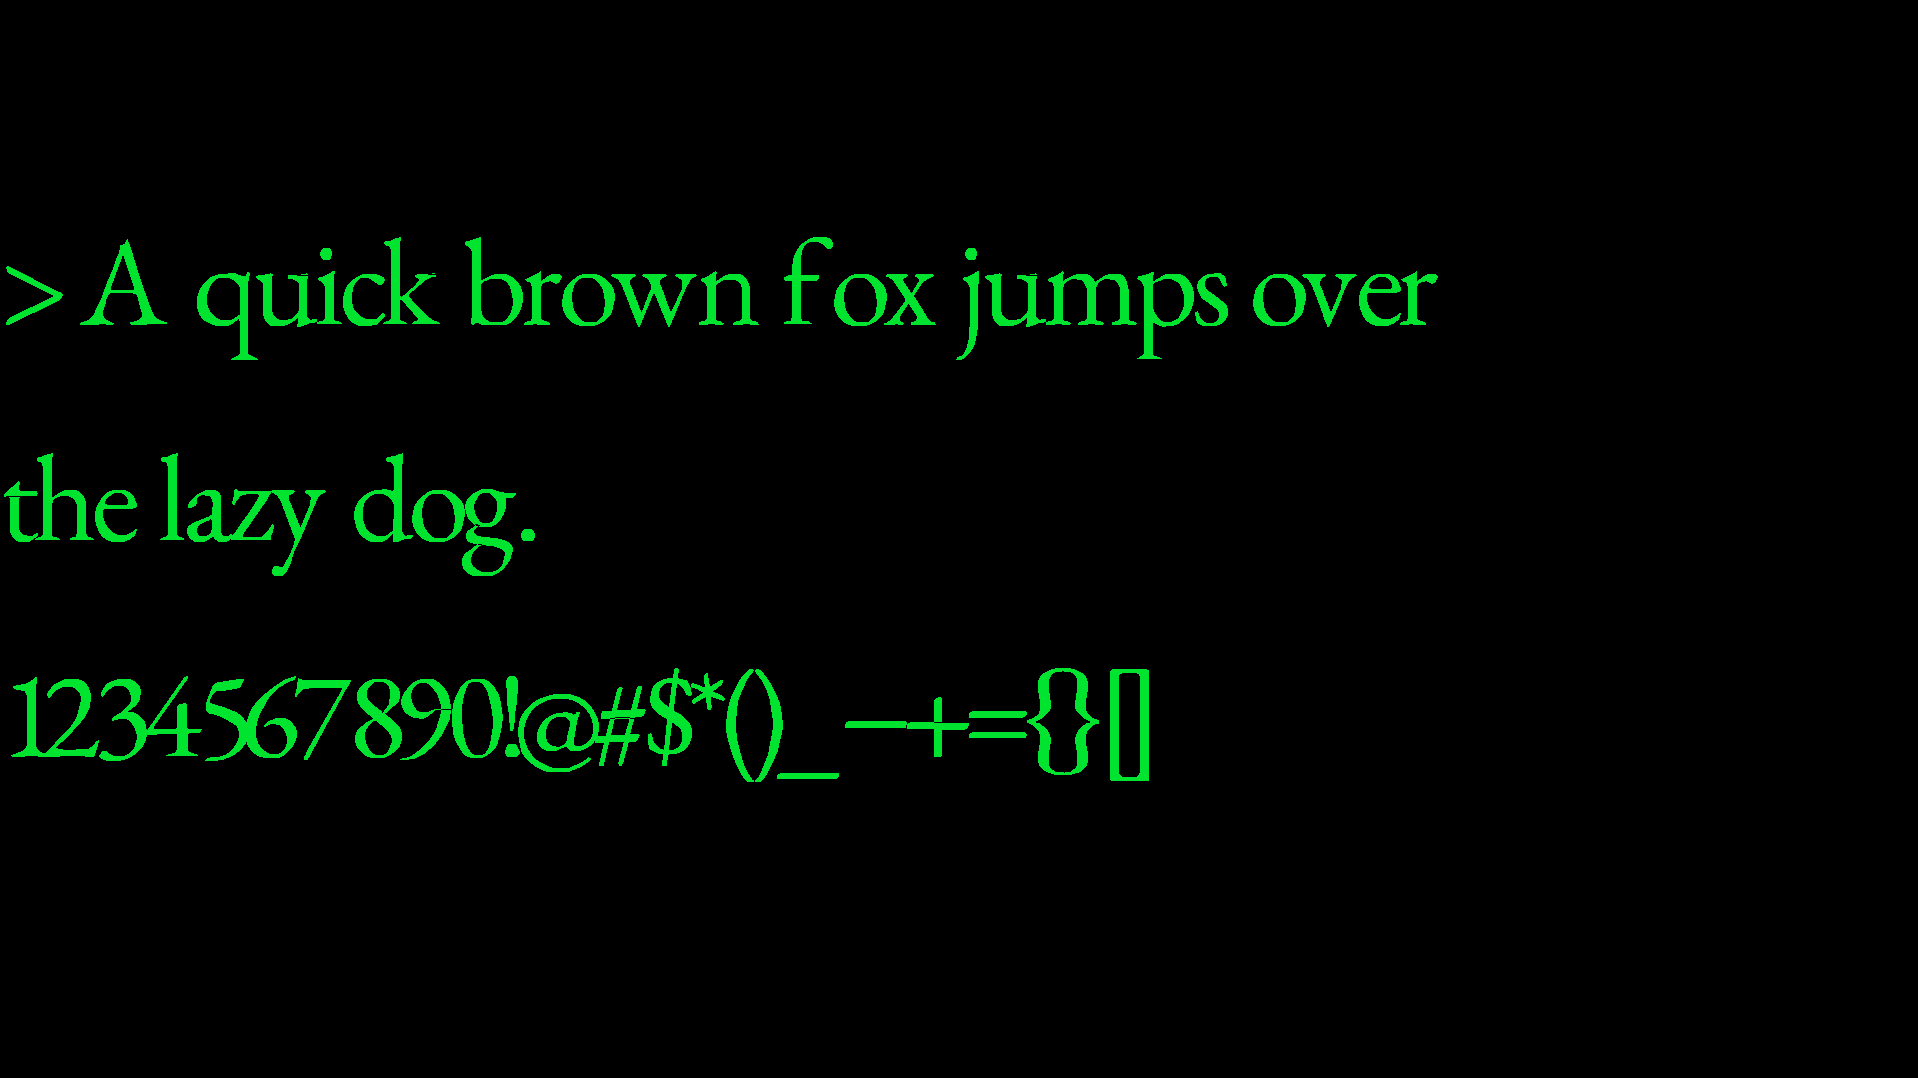 > A quick brown fox jumps over
the lazy dog.
1234567890!@#$*()_-+={}[]